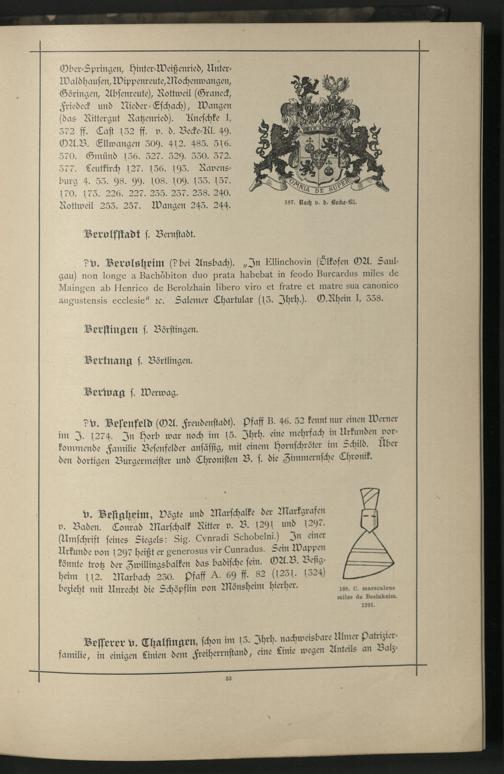 Ober-Springen, Hinter-Weißenried, Unter-
Waldhausen, Wippenreute, Mochenwangen,
Göringen, Absenreute), Rottweil (Graneck,
Friedeck und Nieder-Eschach), Wangen
(das Rittergut Ratzenried). Kneschke I,
372 ff. Cast 132 ff. v. d. Becke-Kl. 49.
OA.B. Ellwangen 309. 412. 485. 516.
570. Gmünd 156. 327. 329. 330. 372.
377. Leutkirch 127. 156. 193. Ravens-
burg 4. 53. 98. 99. 108. 109. 133. 157.
170. 173. 226. 227. 235. 237. 238. 240.
Rottweil 253. 257. Wangen 243. 244.
OMNIA DE SUPER
187. Nach v. d. Becke-Kl.
Berolfstadt s. Bernstadt.
?v. Berolsheim (? bei Ansbach). „In Ellinchovin (Ölkofen OA. Saul-
gau) non longe a Bachöbiton duo prata habebat in feodo Burcardus miles de
Maingen ab Henrico de Berolzhain libero viro et fratre et matre sua canonico
augustensis ecclesie“ ꝛc. Salemer Chartular (13. Jhrh.). O.Rhein I, 338.
Berstingen s. Börstingen.
Bertnang s. Börtlingen.
Berwag s. Werwag.
?v. Besenfeld (OA. Freudenstadt). Pfaff B. 46. 52 kennt nur einen Werner
im J. 1274. In Horb war noch im 15. Jhrh. eine mehrfach in Urkunden vor-
kommende Familie Besenfelder ansässig, mit einem Hornschröter im Schild. Über
den dortigen Burgermeister und Chronisten B. s. die Zimmernsche Chronik.
v. Besigheim, Vögte und Marschalke der Markgrafen
v. Baden. Conrad Marschalk Ritter v. B. 1291 und 1297.
(Umschrift seines Siegels: Sig. Cvnradi Schobelni.) In einer
Urkunde von 1297 heißt er generosus vir Cunradus. Sein Wappen
könnte trotz der Zwillingsbalken das badische sein. OA.B. Besig-
heim 112. Marbach 230. Pfaff A. 69 ff. 82 (1231. 1324)
bezieht mit Unrecht die Schöpflin von Mönsheim hierher.
188. C. marscalcus
miles de Besinkeim.
1291.
Besserer v. Thalfingen, schon im 13. Jhrh. nachweisbare Ulmer Patrizier-
familie, in einigen Linien dem Freiherrnstand, eine Linie wegen Anteils an Balz-
53